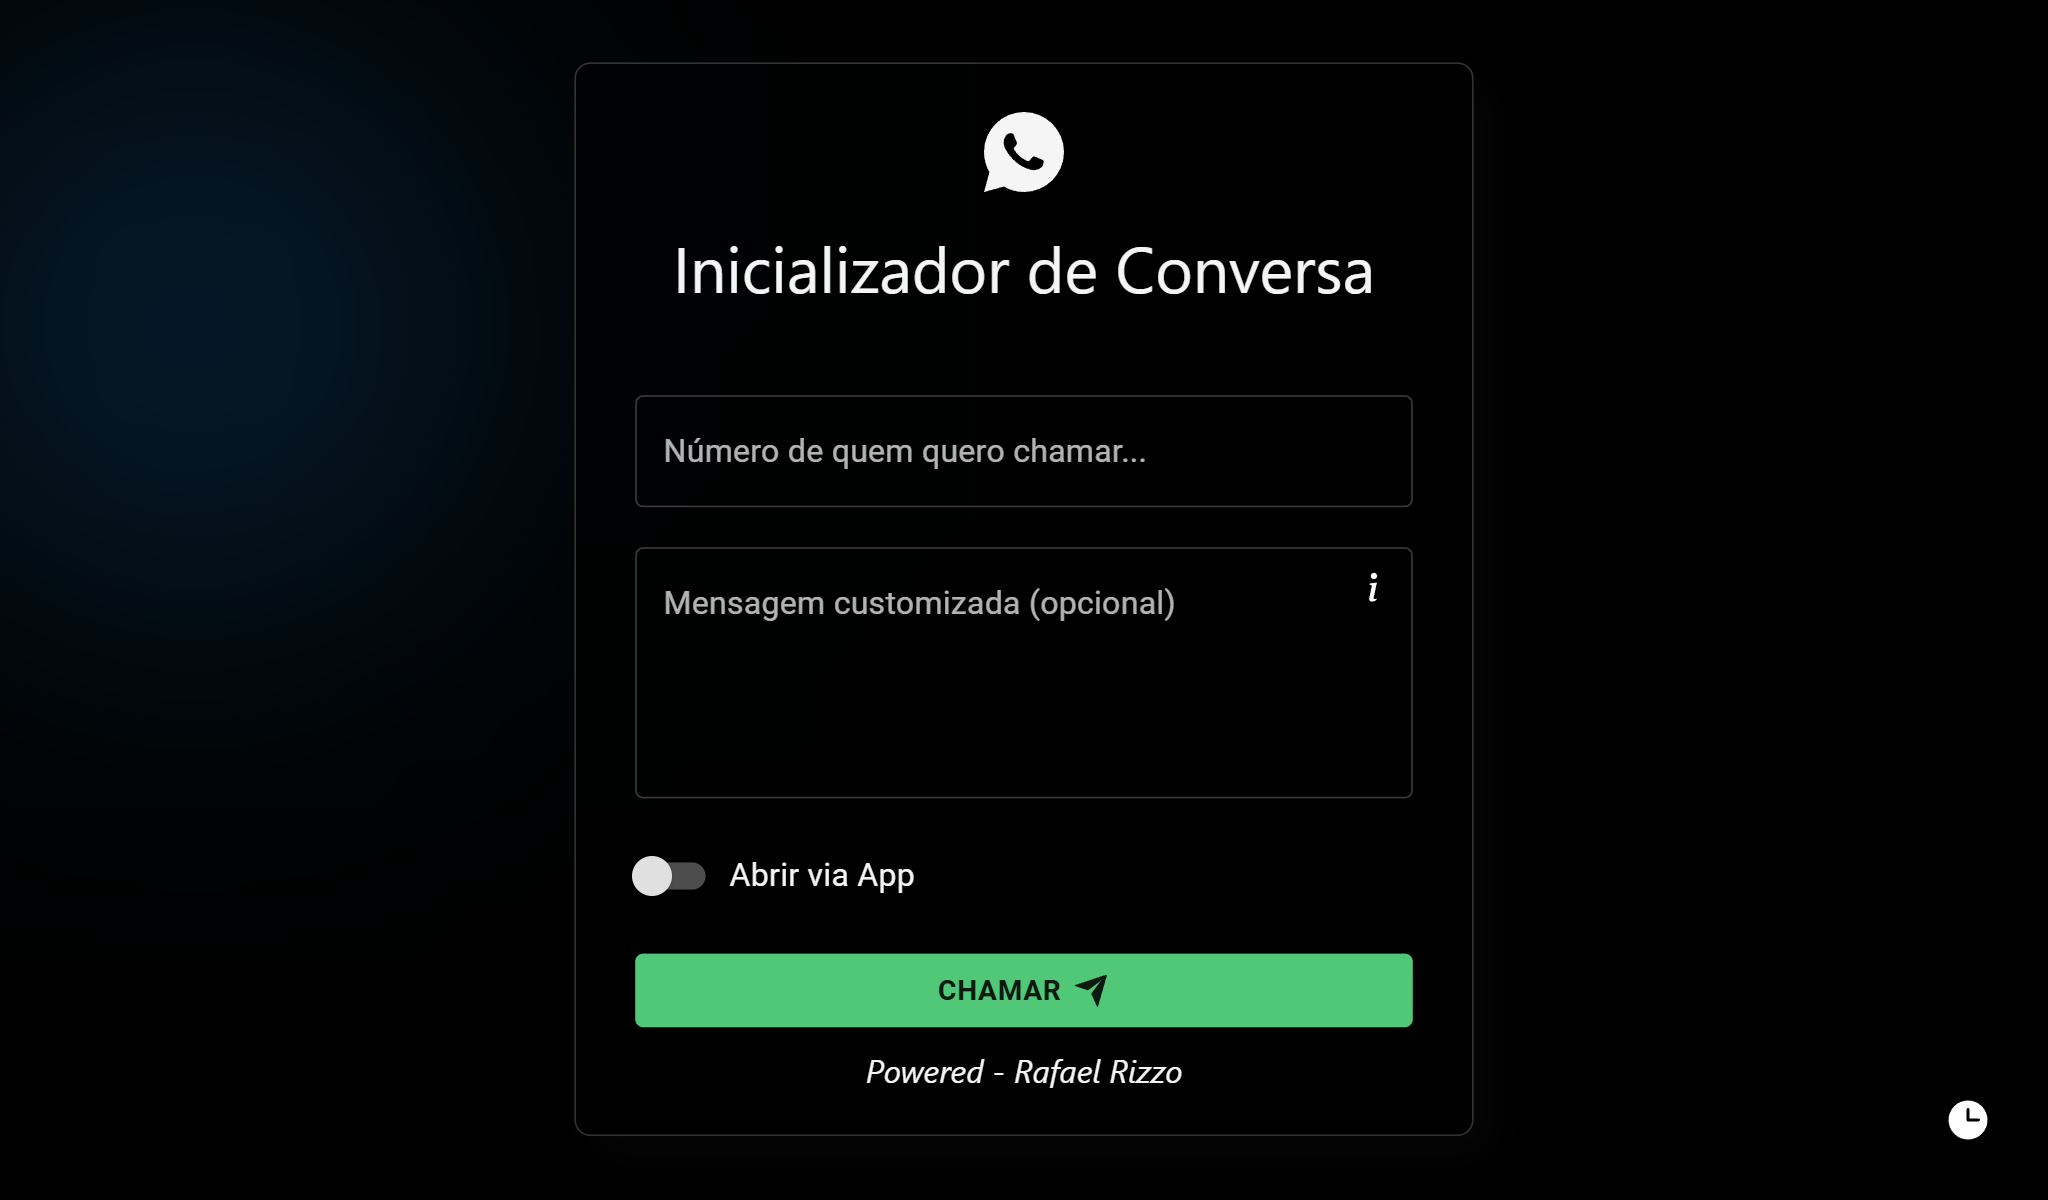 Inicializador de Conversa
Número de quem quero chamar...
Mensagem customizada (opcional)
i
Abrir via App
CHAMAR
Powered - Rafael Rizzo